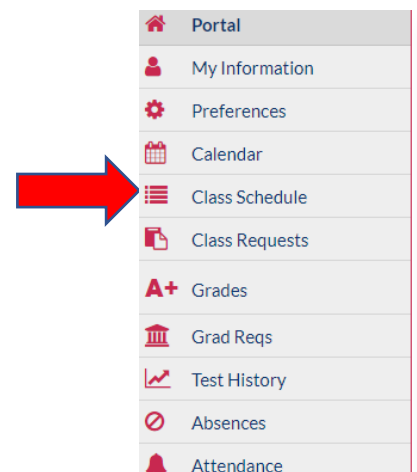 Portal
My Information
Preferences
Calendar
Class Schedule
Class Requests
A+ Grades
Grad Reqs
Test History
Absences
Attendance